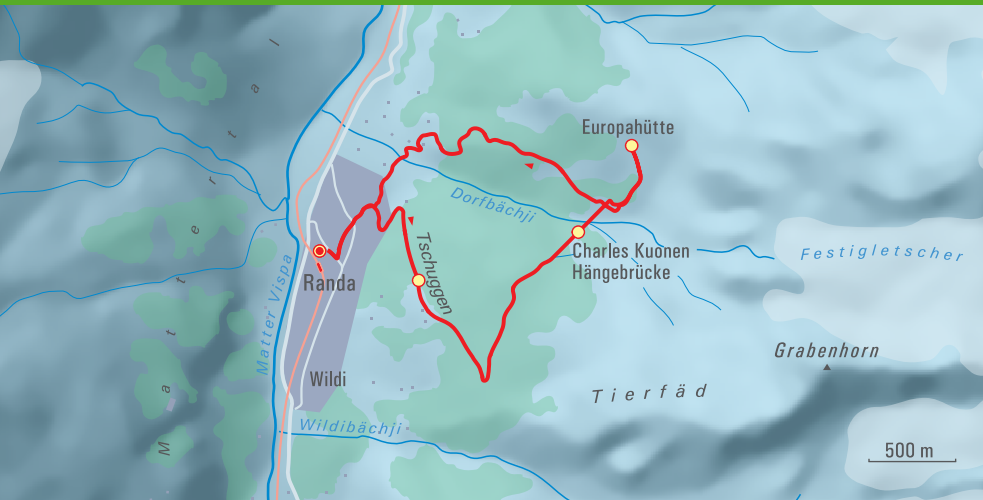 Europahütte
Dorfbächji
Tschuggen
Charles Kuonen
Hängebrücke
Festigletscher
Randa
Matter Vispa
Mattertal
Grabenhorn
Wildi
Tierfäd
Wildibächji
500 m